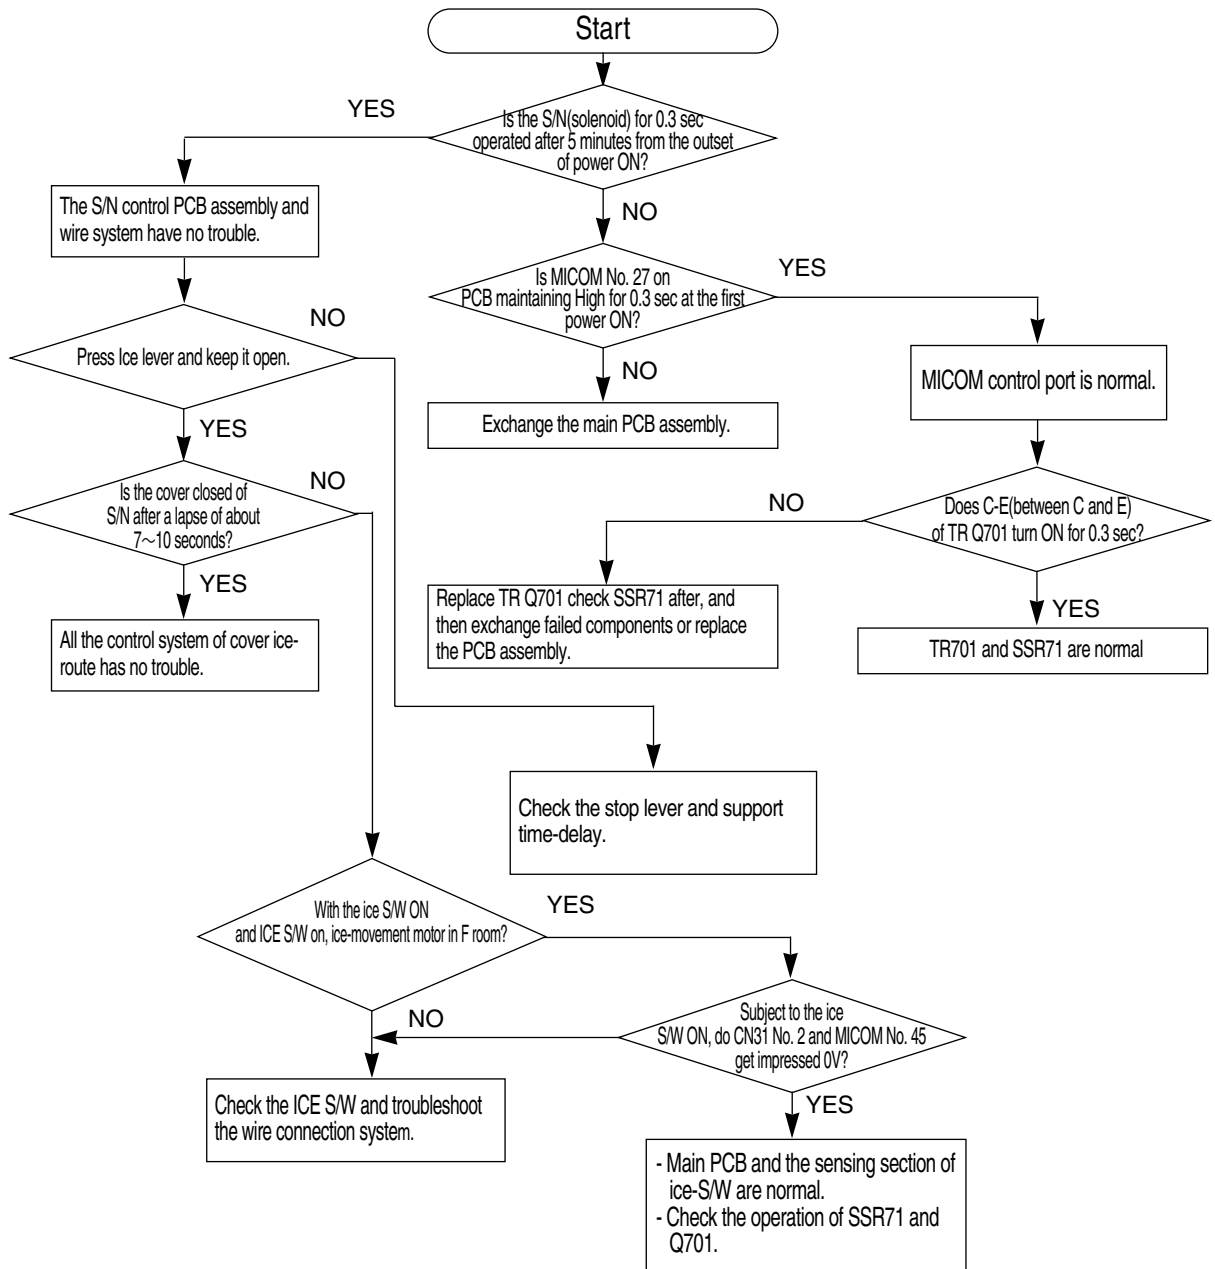 Start
YES
Is the S/N(solenoid) for 0.3 sec
operated after 5 minutes from the outset
of power ON?
The S/N control PCB assembly and
wire system have no trouble.
NO
Is MICOM No. 27 on
PCB maintaining High for 0.3 sec at the first
power ON?
YES
NO
Press Ice lever and keep it open.
NO
Exchange the main PCB assembly.
MICOM control port is normal.
YES
Is the cover closed of
S/N after a lapse of about
7~10 seconds?
NO
NO
Does C-E(between C and E)
of TR Q701 turn ON for 0.3 sec?
YES
All the control system of cover ice-
route has no trouble.
Replace TR Q701 check SSR71 after, and
then exchange failed components or replace
the PCB assembly.
YES
TR701 and SSR71 are normal
Check the stop lever and support
time-delay.
With the ice S/W ON
and ICE S/W on, ice-movement motor in F room?
YES
Subject to the ice
S/W ON, do CN31 No. 2 and MICOM No. 45
get impressed 0V?
NO
Check the ICE S/W and troubleshoot
the wire connection system.
YES
- Main PCB and the sensing section of
ice-S/W are normal.
- Check the operation of SSR71 and
Q701.